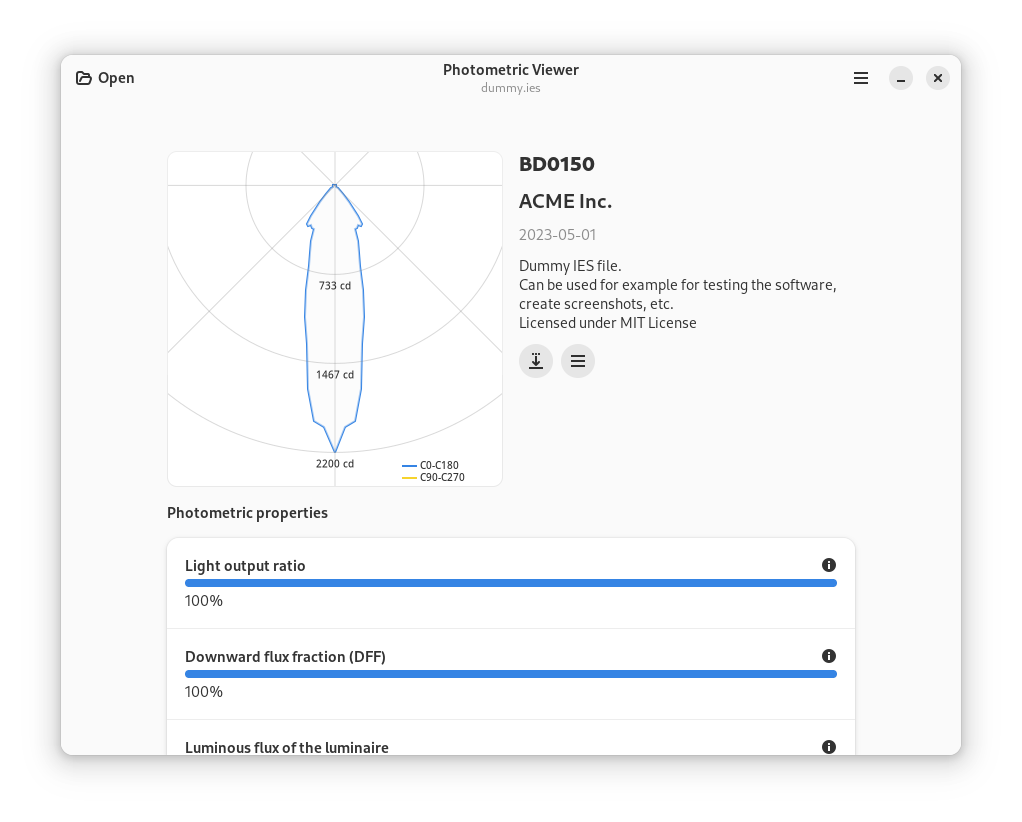 Open
Photometric Viewer
dummy.ies
733 cd
1467 cd
2200 cd
C0-C180
C90-C270
BD0150
ACME Inc.
2023-05-01
Dummy IES file.
Can be used for example for testing the software,
create screenshots, etc.
Licensed under MIT License
Photometric properties
Light output ratio
100%
Downward flux fraction (DFF)
100%
Luminous flux of the luminaire